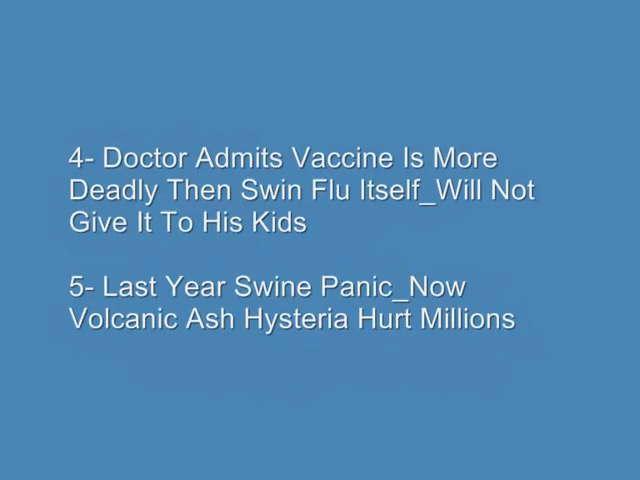 4- Doctor Admits Vaccine Is More
Deadly Then Swin Flu Itself_Will Not
Give It To His Kids
5- Last Year Swine Panic_Now
Volcanic Ash Hysteria Hurt Millions